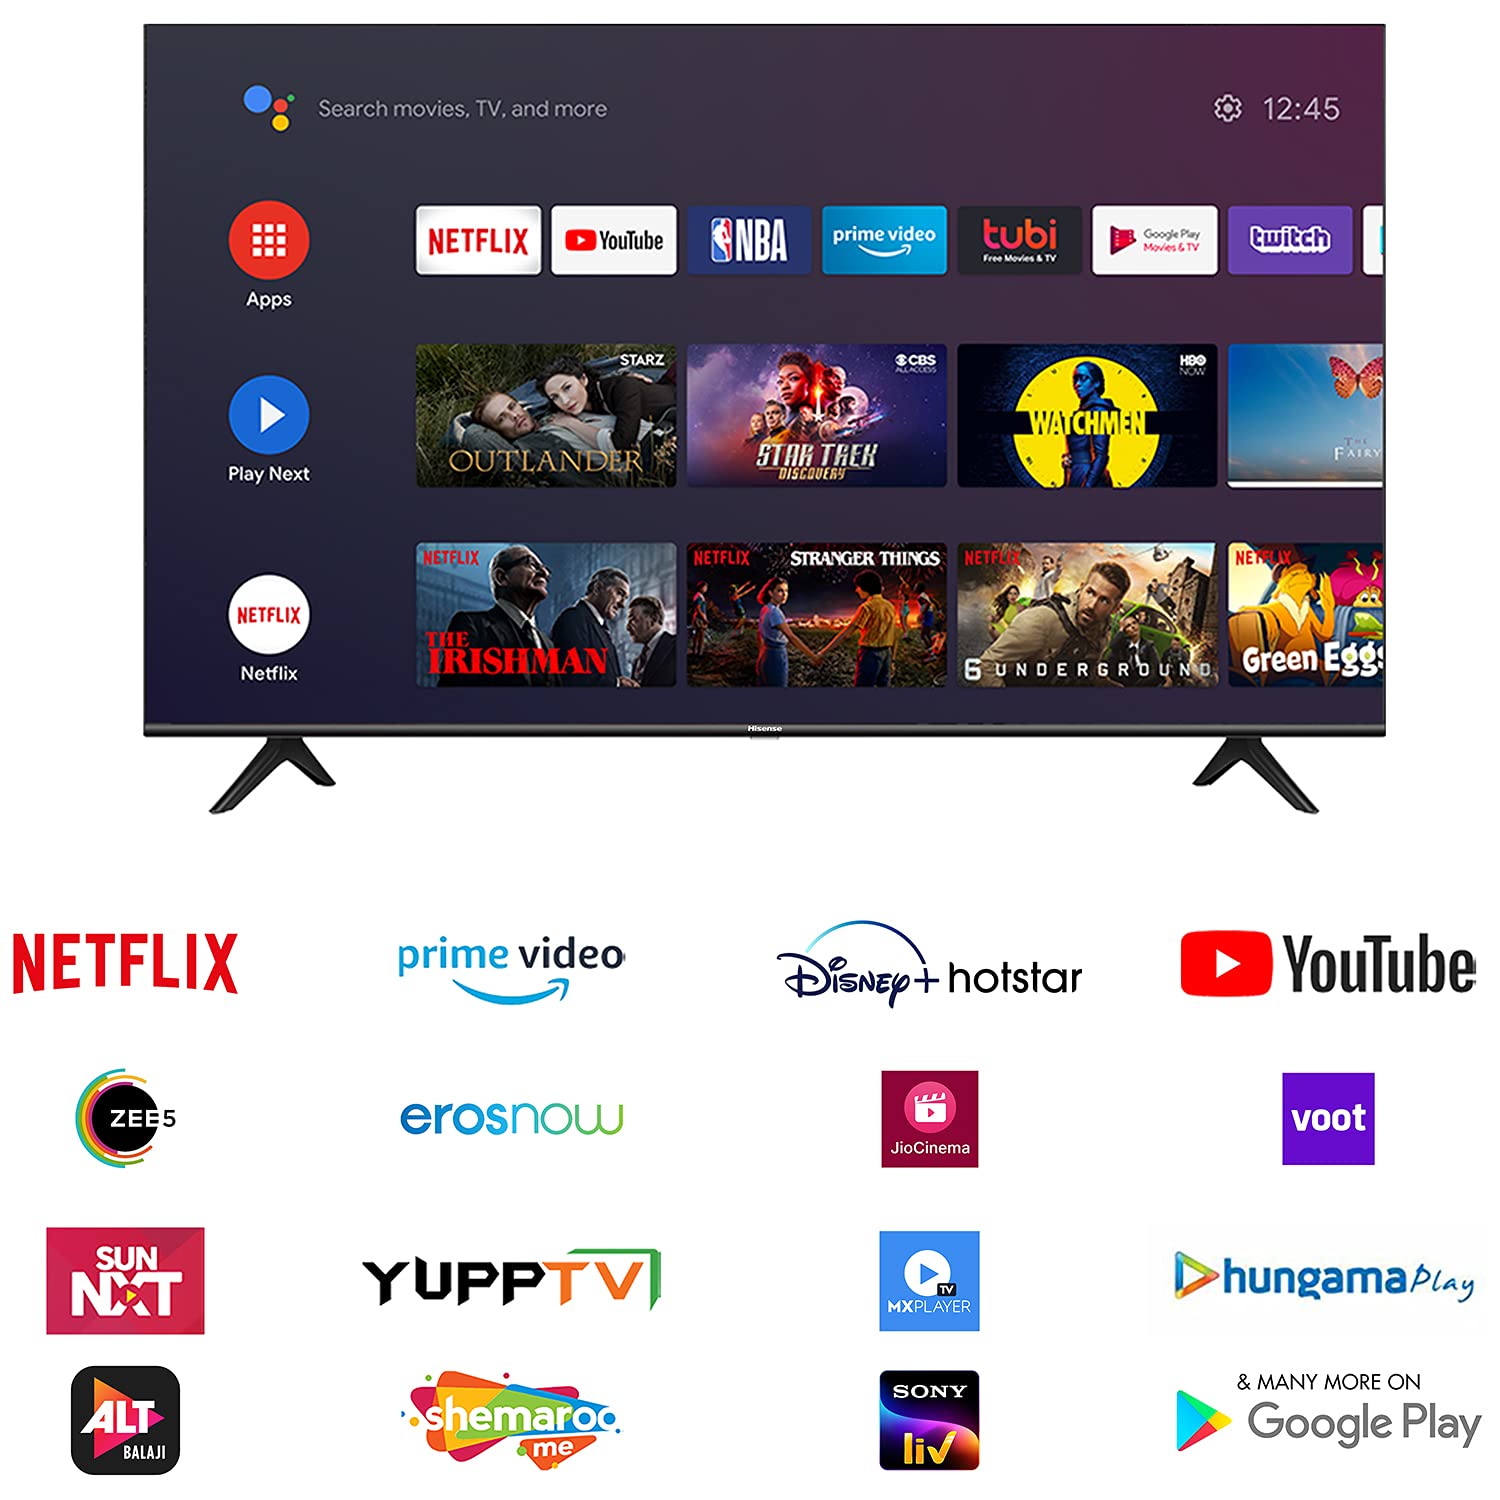 Search movies, TV, and more
12:45
Apps
NETFLIX
YouTube
NBA
prime video
tubi
Free Movies & TV
Google Play
Movies & TV
twitch
Play Next
STARZ
OUTLANDER
CBS
ALL ACCESS
STAR TREK
DISCOVERY
HBO
NOW
WATCHMEN
THE
FAIRY
NETFLIX
Netflix
NETFLIX
THE
IRISHMAN
NETFLIX
STRANGER THINGS
NETFLIX
6 UNDERGROUND
NETFLIX
Green Eggs
Hisense
NETFLIX
prime video
Disney+ hotstar
YouTube
ZEE5
erosnow
JioCinema
voot
SUN
NXT
YUPPTV
TV
MXPLAYER
hungama Play
ALT
BALAJI
shemaroo
me
SONY
liv
& MANY MORE ON
Google Play